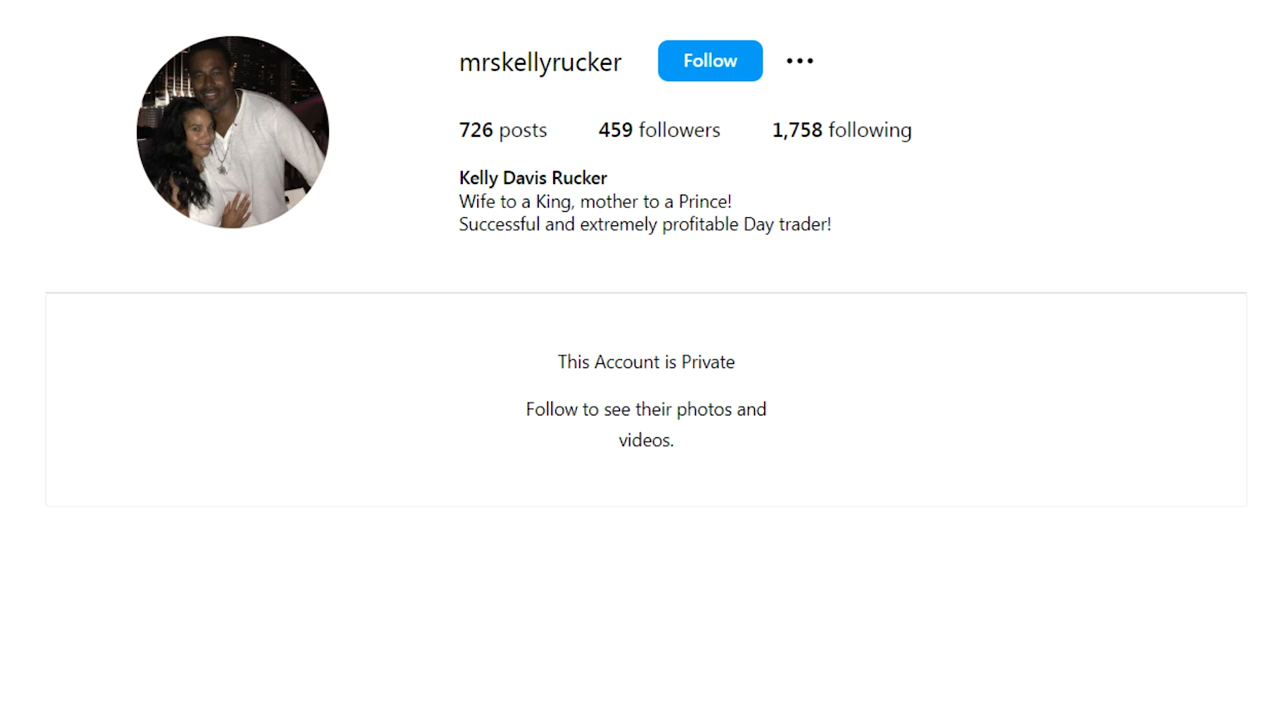 mrskellyrucker Follow
726 posts 459 followers 1,758 following
Kelly Davis Rucker
Wife to a King, mother to a Prince!
Successful and extremely profitable Day trader!
This Account is Private
Follow to see their photos and
videos.